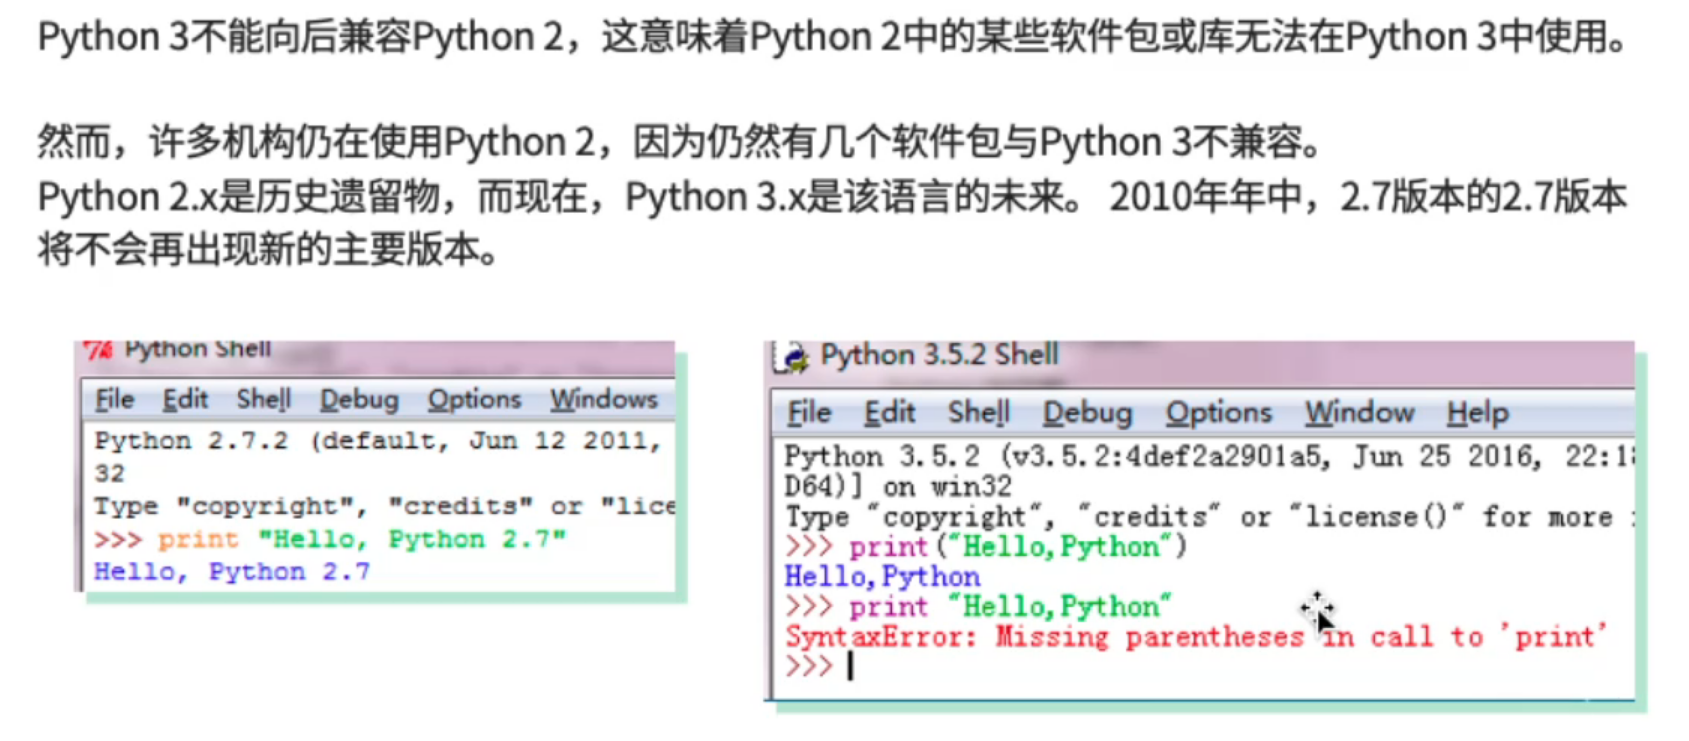 Python 3不能向后兼容Python 2，这意味着Python 2中的某些软件包或库无法在Python 3中使用。
然而，许多机构仍在使用Python 2，因为仍然有几个软件包与Python 3不兼容。
Python 2.x是历史遗留物，而现在，Python 3.x是该语言的未来。 2010年年中，2.7版本的2.7版本
将不会再出现新的主要版本。
Python Shell
File Edit Shell Debug Options Windows
Python 2.7.2 (default, Jun 12 2011,
32
Type "copyright", "credits" or "lice
>>> print "Hello, Python 2.7"
Hello, Python 2.7
Python 3.5.2 Shell
File Edit Shell Debug Options Window Help
Python 3.5.2 (v3.5.2:4def2a2901a5, Jun 25 2016, 22:1
D64)] on win32
Type "copyright", "credits" or "license()" for more
>>> print("Hello,Python")
Hello,Python
>>> print "Hello,Python"
SyntaxError: Missing parentheses in call to 'print'
>>>